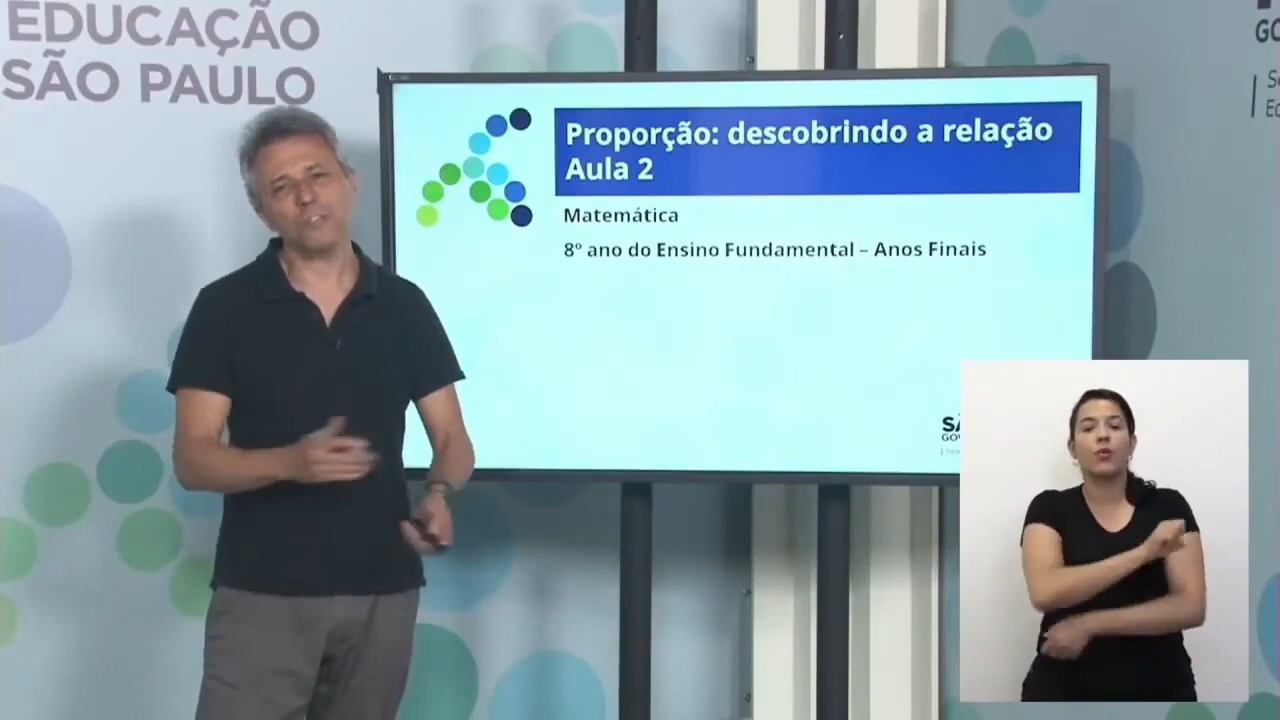 EDUCAÇÃO
SÃO PAULO
Proporção: descobrindo a relação
Aula 2
Matemática
8º ano do Ensino Fundamental – Anos Finais